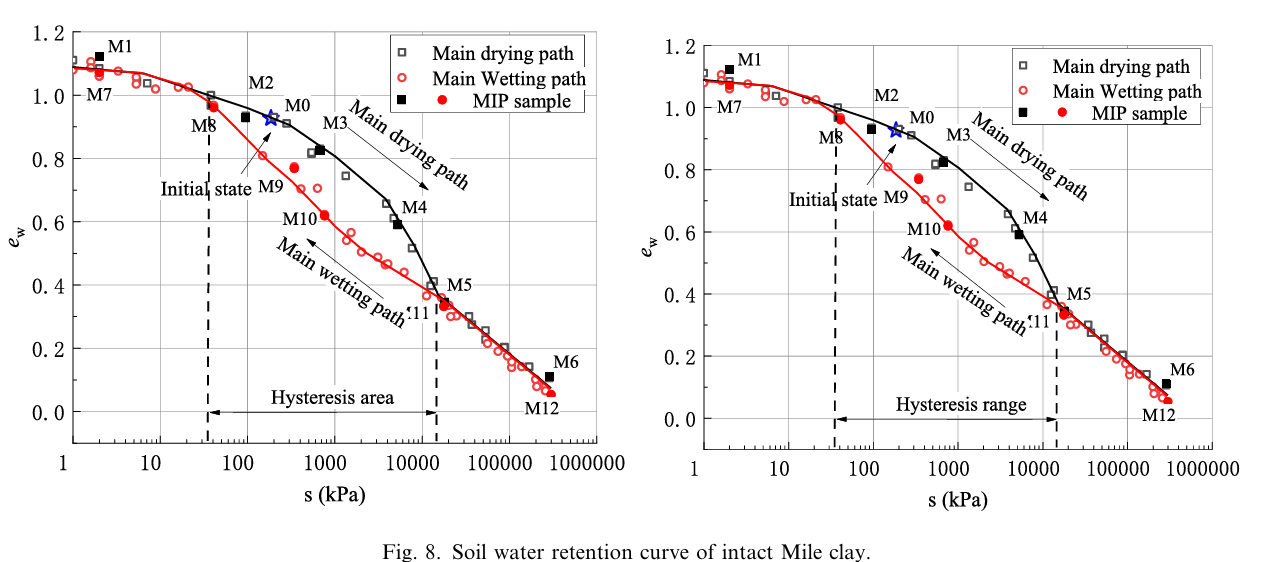 1.2
1.0
0.8
0.6
0.4
0.2
0.0
e_w
1
10
100
1000
10000
100000
1000000
s (kPa)
Main drying path
Main Wetting path
MIP sample
M1
M7
M2
M0
M8
M3
Main drying path
Initial state
M9
M10
M4
Main wetting path
M5
11
M6
M12
Hysteresis area
1.2
1.0
0.8
0.6
0.4
0.2
0.0
e_w
1
10
100
1000
10000
100000
1000000
s (kPa)
Main drying path
Main Wetting path
MIP sample
M1
M7
M2
M0
M8
M3
Main drying path
Initial state
M9
M10
M4
Main wetting path
M5
11
M6
M12
Hysteresis range
Fig. 8. Soil water retention curve of intact Mile clay.